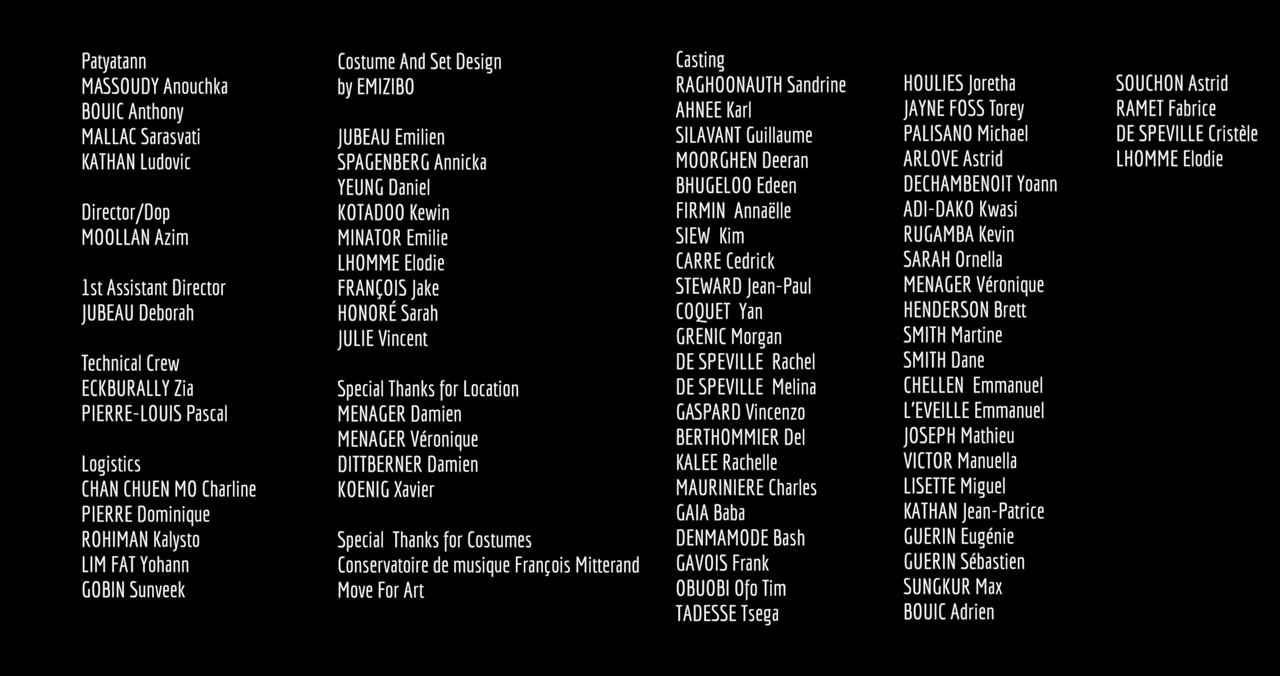 Patyatann
MASSOUDY Anouchka
BOUIC Anthony
MALLAC Sarasvati
KATHAN Ludovic
Director/Dop
MOOLLAN Azim
1st Assistant Director
JUBEAU Deborah
Technical Crew
ECKBURALLY Zia
PIERRE-LOUIS Pascal
Logistics
CHAN CHUEN MO Charline
PIERRE Dominique
ROHIMAN Kalysto
LIM FAT Yohann
GOBIN Sunveek
Costume And Set Design
by EMIZIBO
JUBEAU Emilien
SPAGENBERG Annicka
YEUNG Daniel
KOTADOO Kewin
MINATOR Emilie
LHOMME Elodie
FRANÇOIS Jake
HONORÉ Sarah
JULIE Vincent
Special Thanks for Location
MENAGER Damien
MENAGER Véronique
DITTBERNER Damien
KOENIG Xavier
Special Thanks for Costumes
Conservatoire de musique François Mitterand
Move For Art
Casting
RAGHOONAUTH Sandrine
AHNEE Karl
SILAVANT Guillaume
MOORGHEN Deeran
BHUGELOO Edeen
FIRMIN Annaëlle
SIEW Kim
CARRE Cedrick
STEWARD Jean-Paul
COQUET Yan
GRENIC Morgan
DE SPEVILLE Rachel
DE SPEVILLE Melina
GASPARD Vincenzo
BERTHOMMIER Del
KALEE Rachelle
MAURINIERE Charles
GAIA Baba
DENMAMODE Bash
GAVOIS Frank
OBUOBI Ofo Tim
TADESSE Tsega
HOULIES Joretha
JAYNE FOSS Torey
PALISANO Michael
ARLOVE Astrid
DECHAMBENOIT Yoann
ADI-DAKO Kwasi
RUGAMBA Kevin
SARAH Ornella
MENAGER Véronique
HENDERSON Brett
SMITH Martine
SMITH Dane
CHELLEN Emmanuel
L'EVEILLE Emmanuel
JOSEPH Mathieu
VICTOR Manuella
LISETTE Miguel
KATHAN Jean-Patrice
GUERIN Eugénie
GUERIN Sébastien
SUNGKUR Max
BOUIC Adrien
SOUCHON Astrid
RAMET Fabrice
DE SPEVILLE Cristèle
LHOMME Elodie